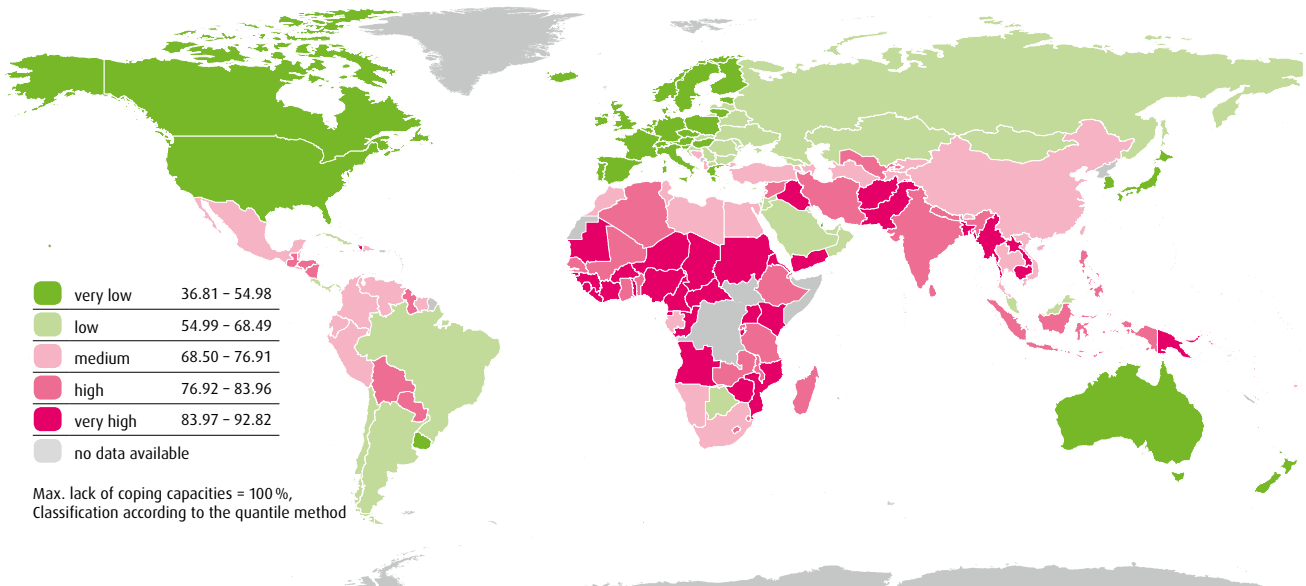 very low 36.81 – 54.98
low 54.99 – 68.49
medium 68.50 – 76.91
high 76.92 – 83.96
very high 83.97 – 92.82
no data available
Max. lack of coping capacities = 100 %,
Classification according to the quantile method